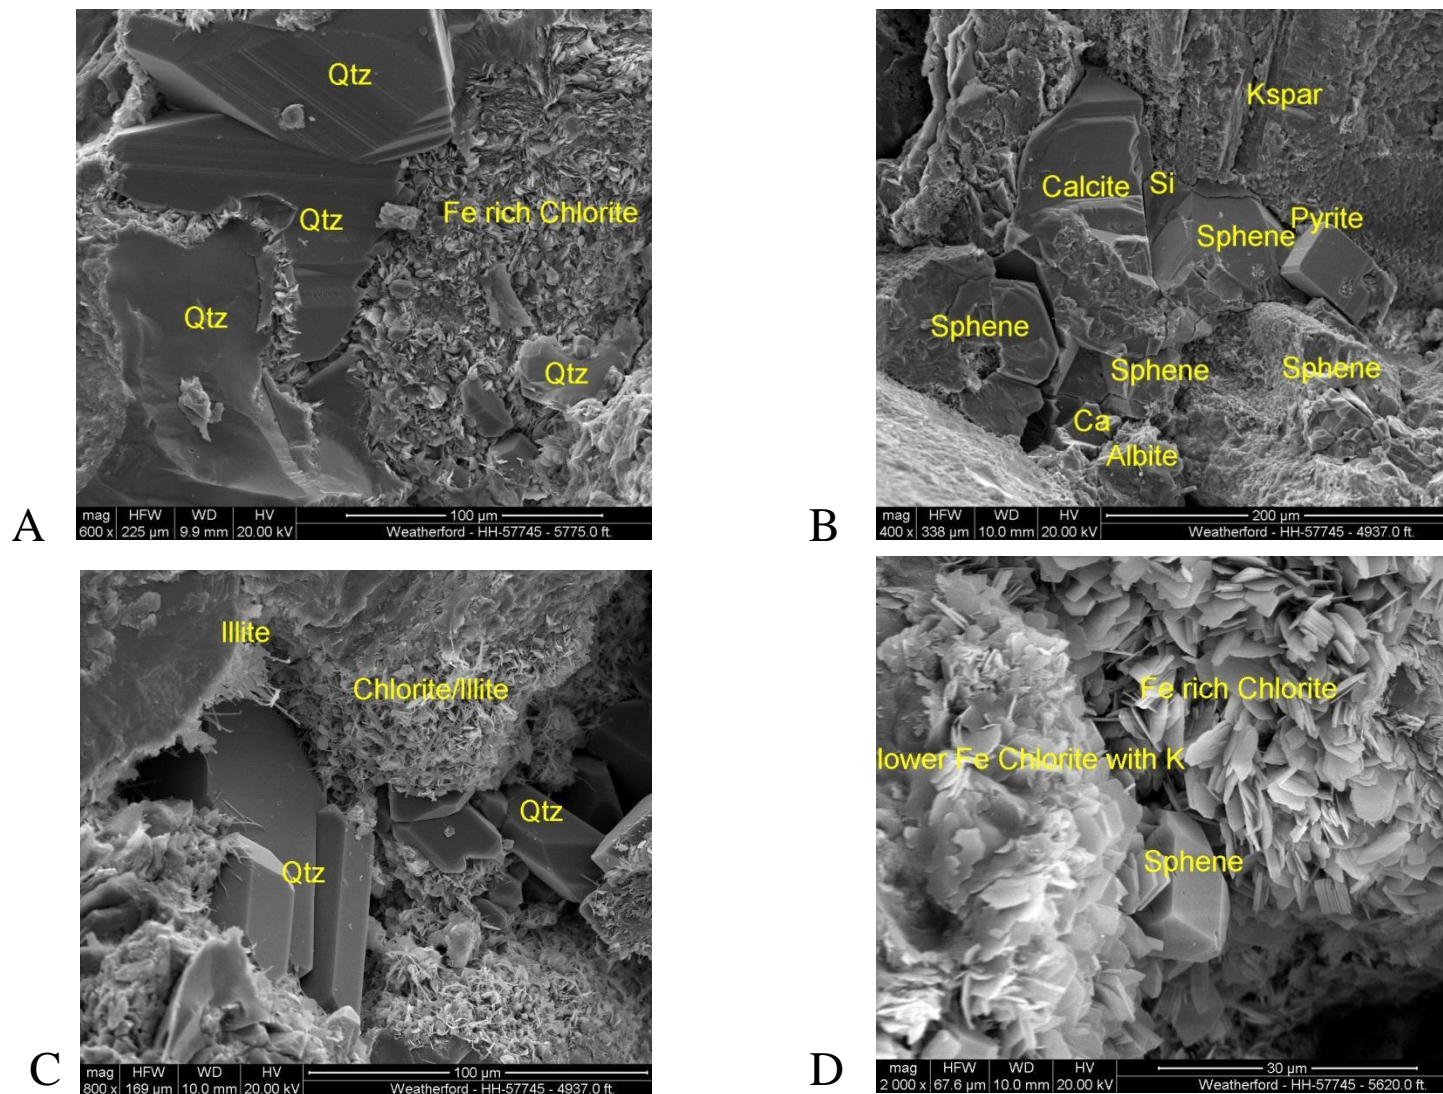 Qtz
Qtz
Fe rich Chlorite
Qtz
Qtz
mag HFW WD HV 100 µm
600 x 225 µm 9.9 mm 20.00 kV Weatherford - HH-57745 - 5775.0 ft.
A
Kspar
Calcite Si
Pyrite
Sphene
Sphene
Sphene
Sphene
Ca
Albite
mag HFW WD HV 200 µm
400 x 338 µm 10.0 mm 20.00 kV Weatherford - HH-57745 - 4937.0 ft.
B
Illite
Chlorite/Illite
Qtz
Qtz
mag HFW WD HV 100 µm
800 x 169 µm 10.0 mm 20.00 kV Weatherford - HH-57745 - 4937.0 ft.
C
Fe rich Chlorite
lower Fe Chlorite with K
Sphene
mag HFW WD HV 30 µm
2 000 x 67.6 µm 10.0 mm 20.00 kV Weatherford - HH-57745 - 5620.0 ft.
D